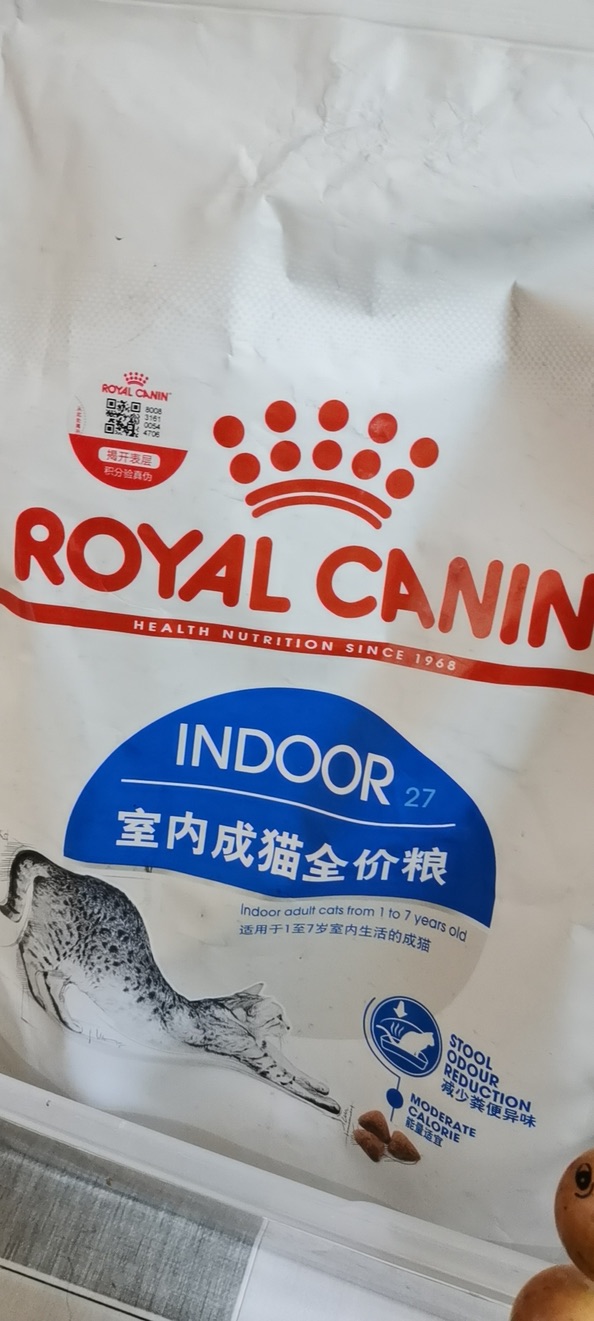 ROYAL CANIN
8008
3161
0054
4706
揭开表层
积分验真伪
ROYAL CANIN
HEALTH NUTRITION SINCE 1968
INDOOR 27
室内成猫全价粮
Indoor adult cats from 1 to 7 years old
适用于1至7岁室内生活的成猫
STOOL
ODOUR
REDUCTION
减少粪便异味
MODERATE
CALORIE
能量适宜